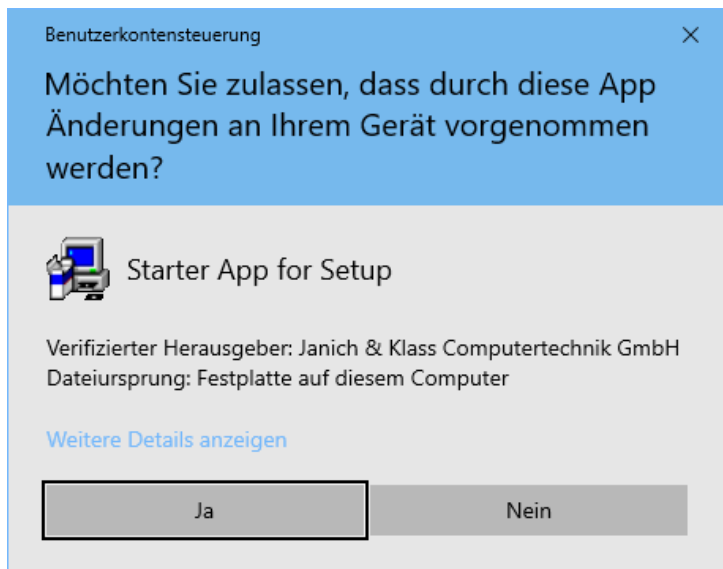 Benutzerkontensteuerung
Möchten Sie zulassen, dass durch diese App
Änderungen an Ihrem Gerät vorgenommen
werden?
Starter App for Setup
Verifizierter Herausgeber: Janich & Klass Computertechnik GmbH
Dateiursprung: Festplatte auf diesem Computer
Weitere Details anzeigen
Ja
Nein